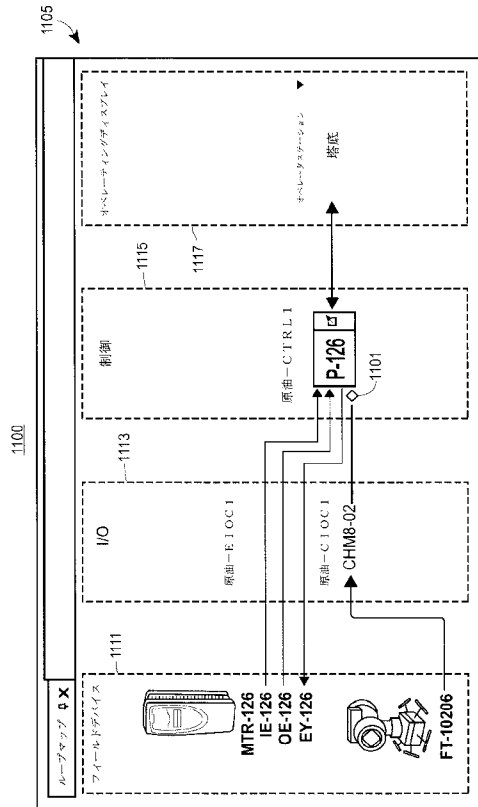 1100
1105
ループマップ
フィールドデバイス
1111
MTR-126
IE-126
OE-126
EY-126
FT-10206
I/O
1113
原油-EIOC1
原油-CIOC1
CHM8-02
制御
1115
原油-CTRL1
P-126
1101
オペレーティングディスプレイ
1117
オペレータステーション
塔底